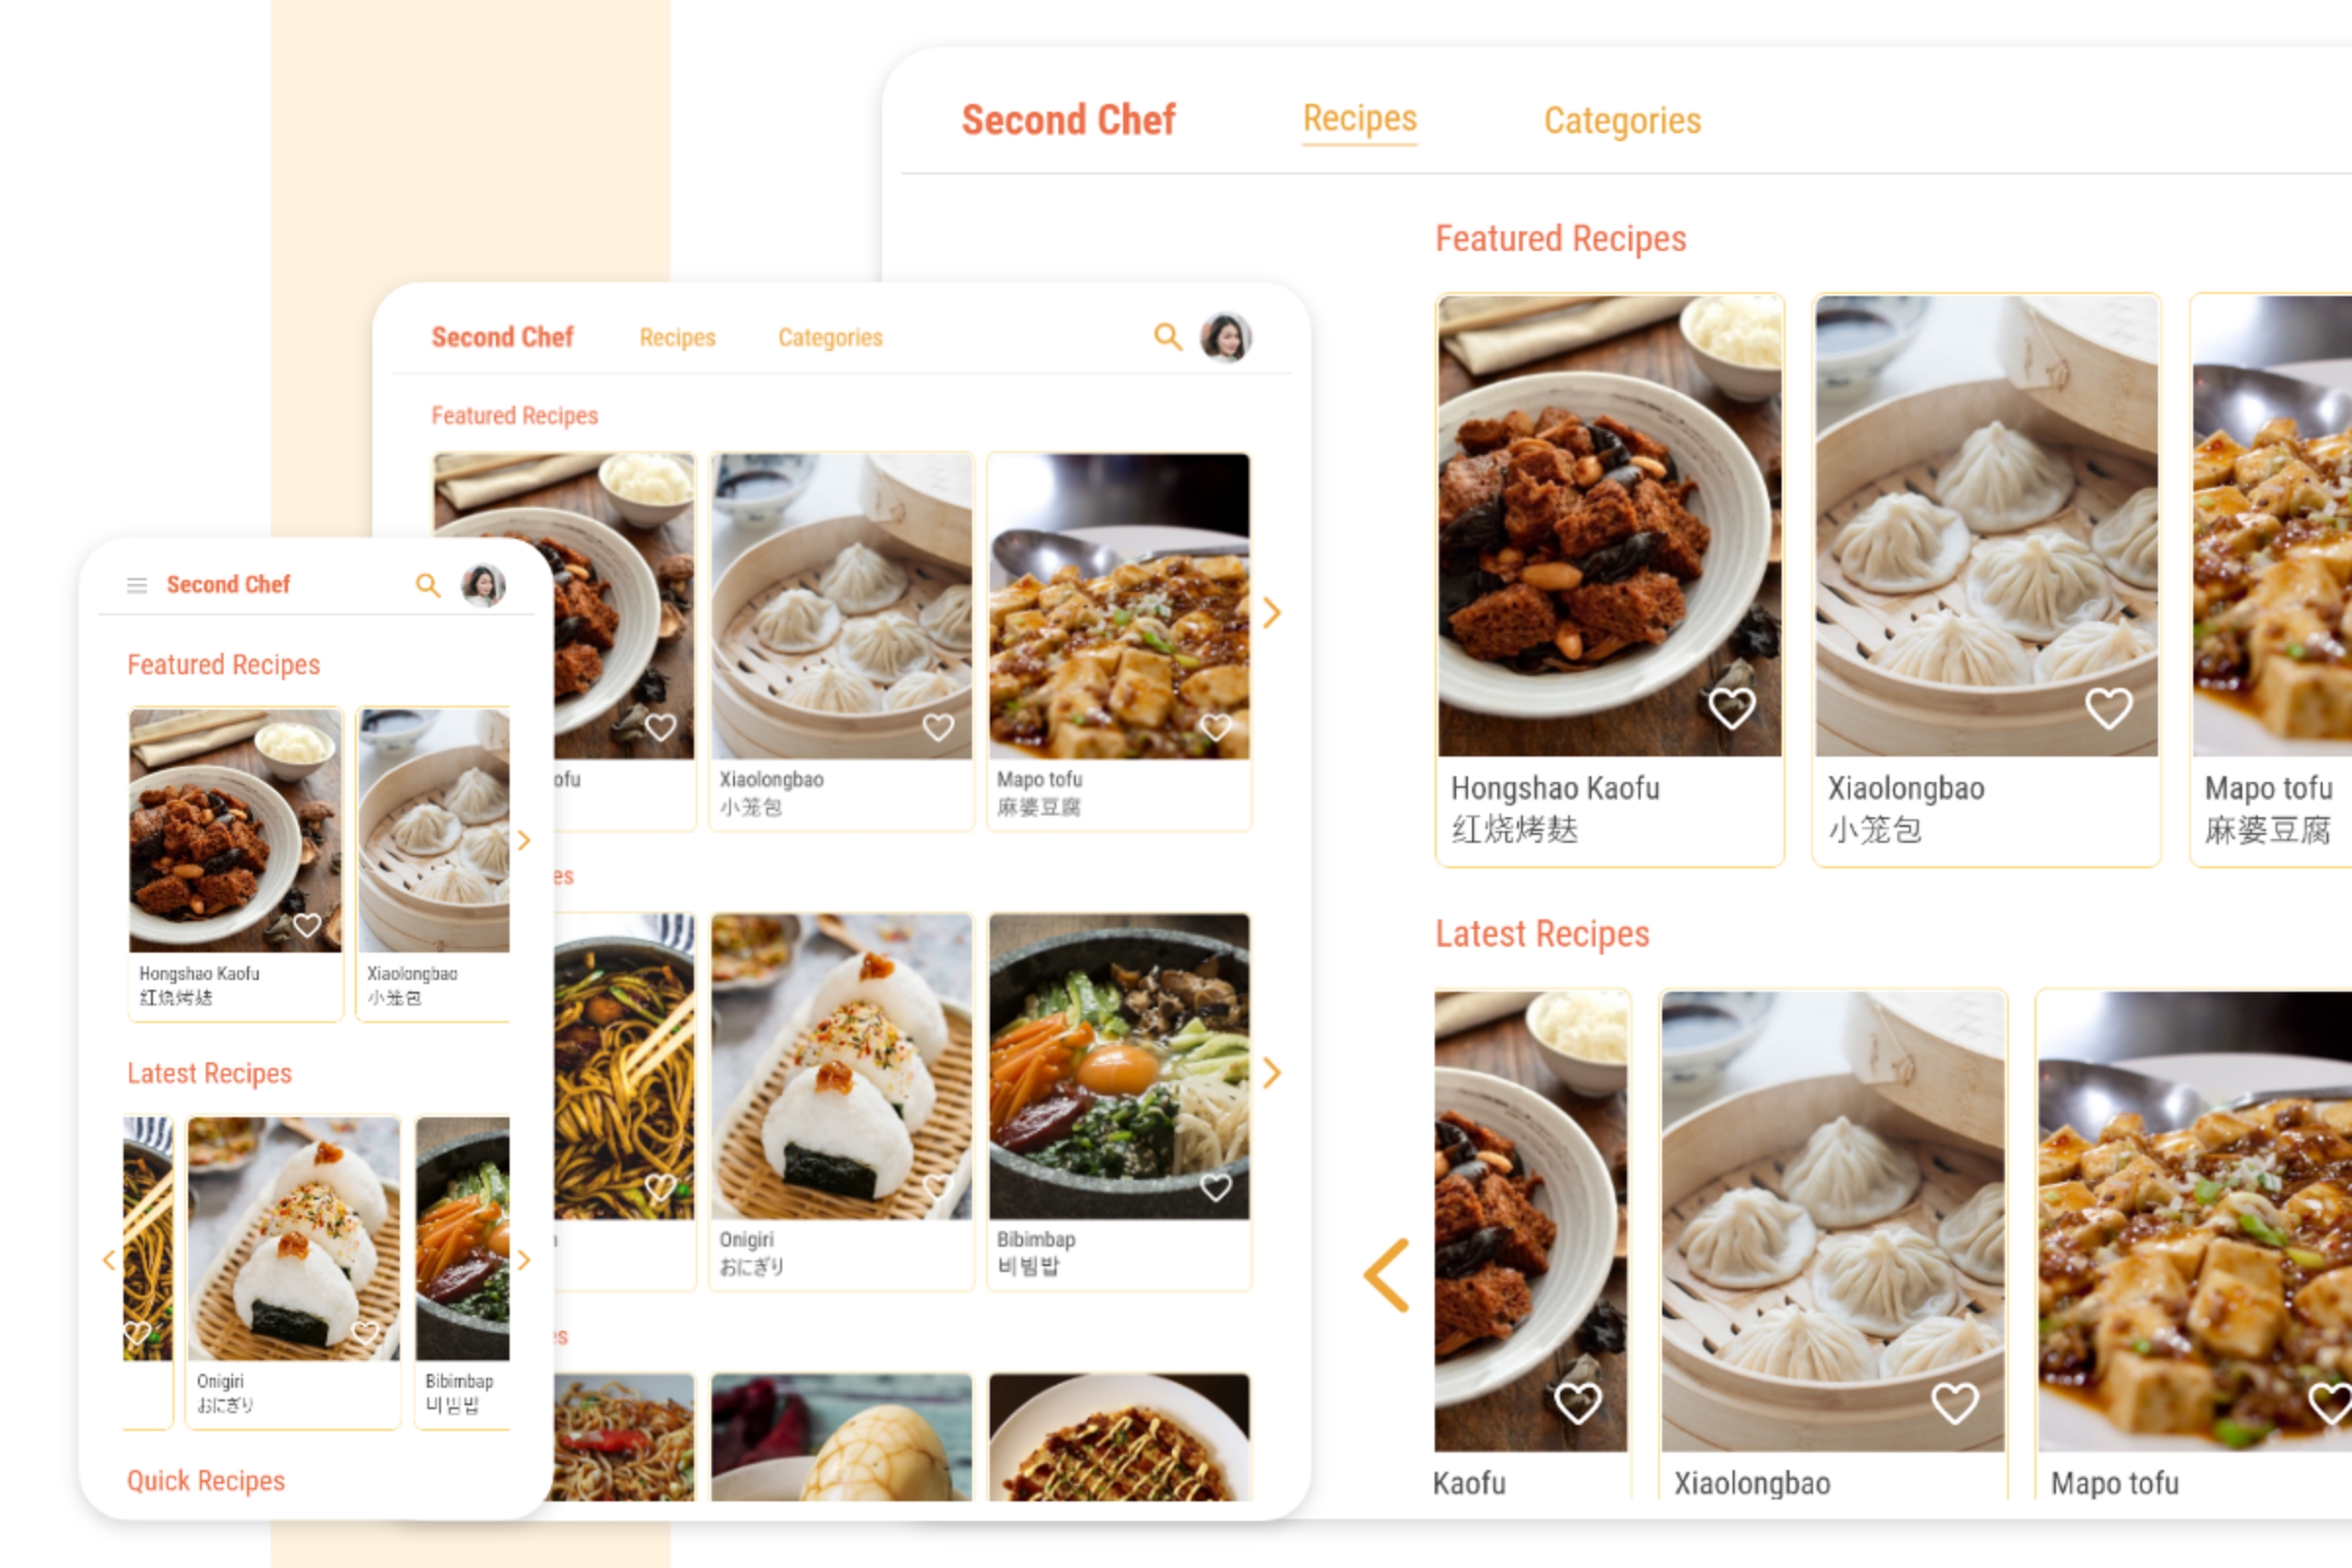 Second Chef
Recipes
Categories
Featured Recipes
Hongshao Kaofu
红烧烤麸
Xiaolongbao
小笼包
Mapo tofu
麻婆豆腐
Latest Recipes
Kaofu
Xiaolongbao
Mapo tofu
Second Chef
Recipes
Categories
Featured Recipes
ofu
Xiaolongbao
小笼包
Mapo tofu
麻婆豆腐
es
Onigiri
おにぎり
Bibimbap
비빔밥
es
Second Chef
Featured Recipes
Hongshao Kaofu
红烧烤麸
Xiaolongbao
小笼包
Latest Recipes
Onigiri
おにぎり
Bibimbap
비빔밥
Quick Recipes